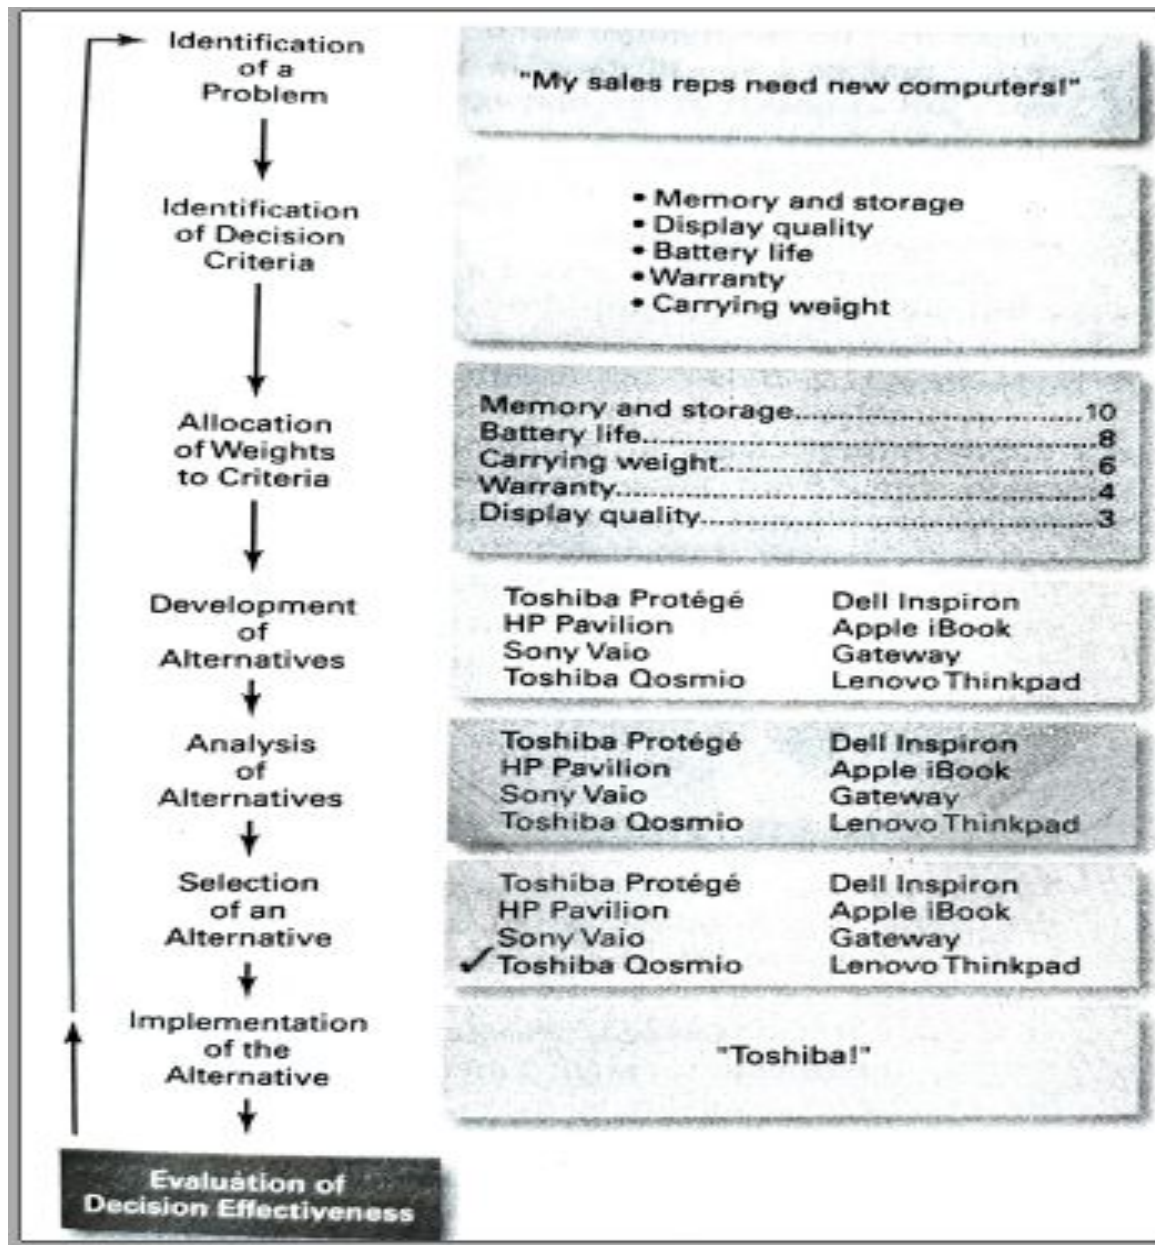 Identification
of a
Problem
"My sales reps need new computers!"
Identification
of Decision
Criteria
• Memory and storage
• Display quality
• Battery life
• Warranty
• Carrying weight
Allocation
of Weights
to Criteria
Memory and storage..............................10
Battery life..............................8
Carrying weight..............................6
Warranty..............................4
Display quality..............................3
Development
of
Alternatives
Toshiba Protégé Dell Inspiron
HP Pavilion Apple iBook
Sony Vaio Gateway
Toshiba Qosmio Lenovo Thinkpad
Analysis
of
Alternatives
Toshiba Protégé Dell Inspiron
HP Pavilion Apple iBook
Sony Vaio Gateway
Toshiba Qosmio Lenovo Thinkpad
Selection
of an
Alternative
Toshiba Protégé Dell Inspiron
HP Pavilion Apple iBook
Sony Vaio Gateway
✓Toshiba Qosmio Lenovo Thinkpad
Implementation
of the
Alternative
"Toshiba!"
Evaluation of
Decision Effectiveness